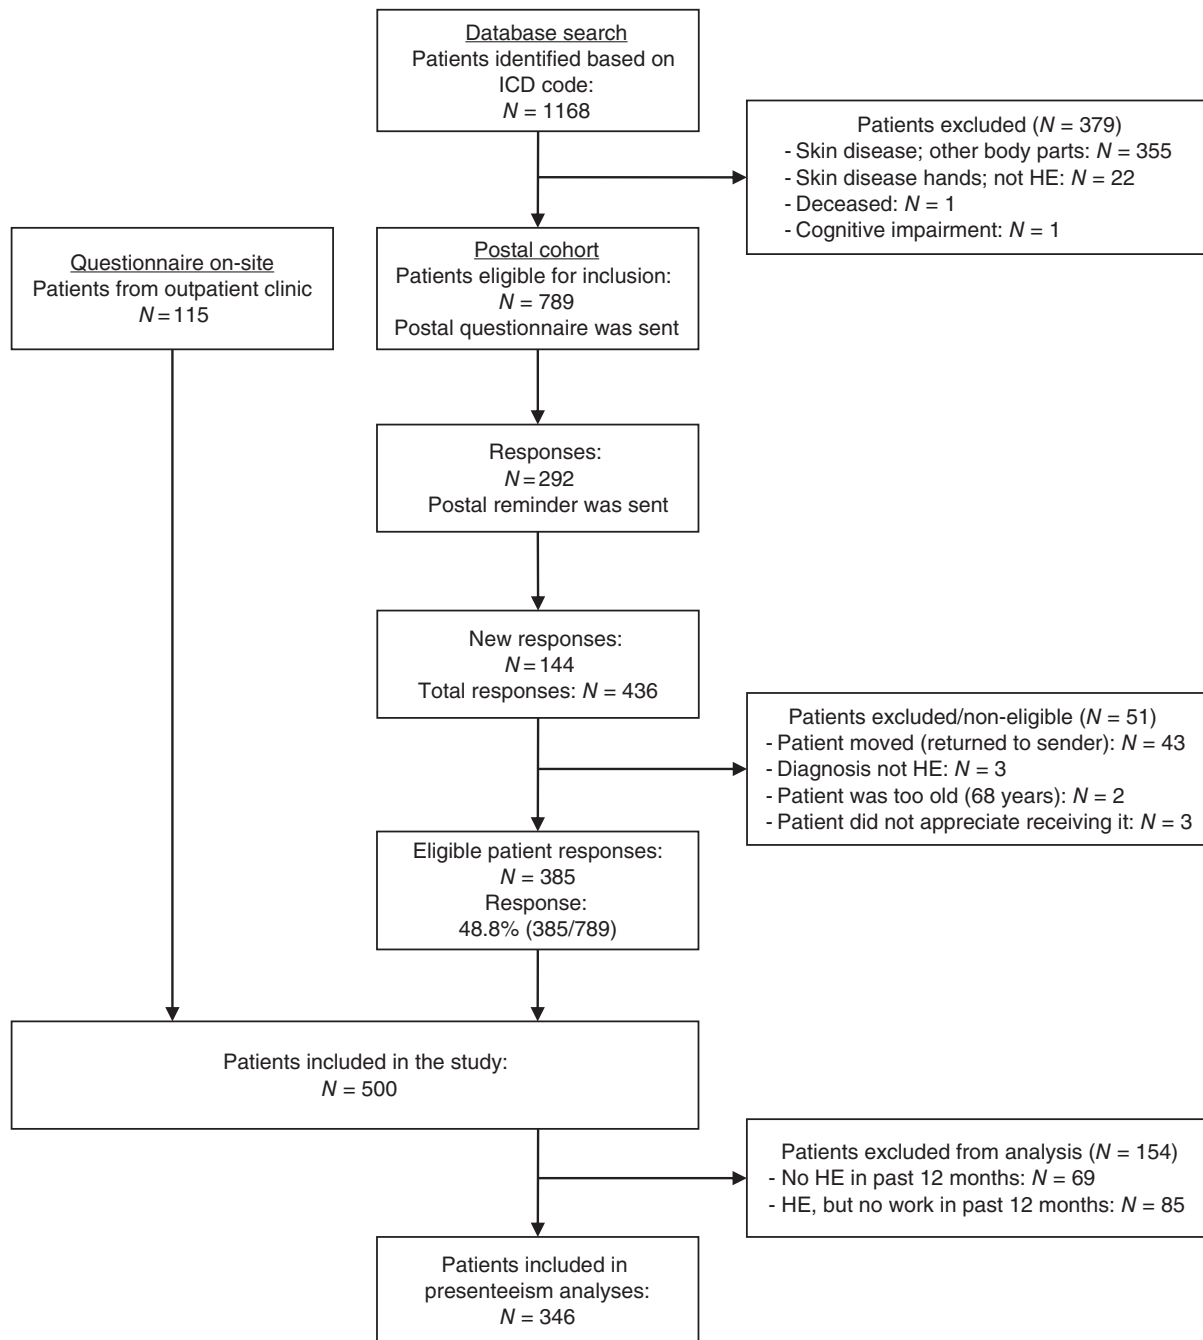 Database search
Patients identified based on
ICD code:
N = 1168
Patients excluded (N = 379)
- Skin disease; other body parts: N = 355
- Skin disease hands; not HE: N = 22
- Deceased: N = 1
- Cognitive impairment: N = 1
Questionnaire on-site
Patients from outpatient clinic
N = 115
Postal cohort
Patients eligible for inclusion:
N = 789
Postal questionnaire was sent
Responses:
N = 292
Postal reminder was sent
New responses:
N = 144
Total responses: N = 436
Patients excluded/non-eligible (N = 51)
- Patient moved (returned to sender): N = 43
- Diagnosis not HE: N = 3
- Patient was too old (68 years): N = 2
- Patient did not appreciate receiving it: N = 3
Eligible patient responses:
N = 385
Response:
48.8% (385/789)
Patients included in the study:
N = 500
Patients excluded from analysis (N = 154)
- No HE in past 12 months: N = 69
- HE, but no work in past 12 months: N = 85
Patients included in
presenteeism analyses:
N = 346